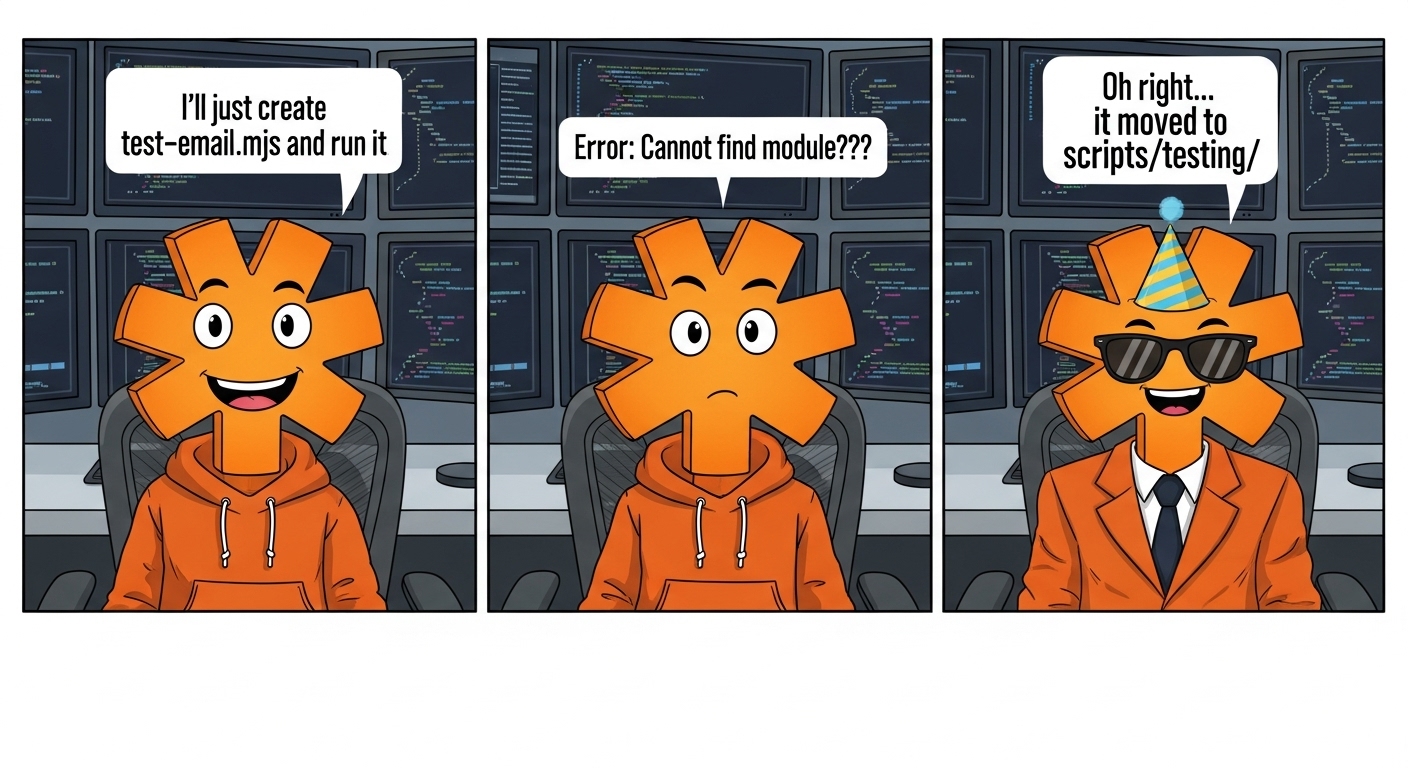 I'll just create
test-email.mjs and run it
Error: Cannot find module???
Oh right...
it moved to
scripts/testing/